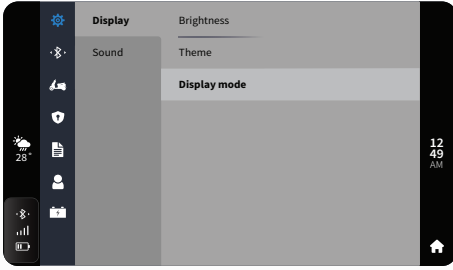 Display
Sound
Brightness
Theme
Display mode
28°
12
49
AM